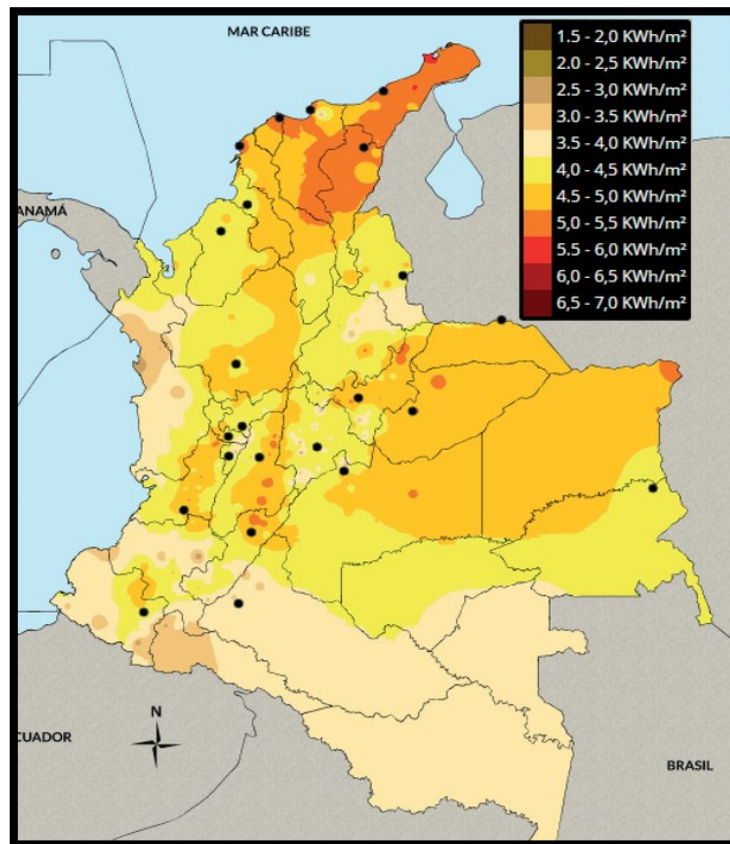 MAR CARIBE
1.5 - 2,0 KWh/m²
2.0 - 2,5 KWh/m²
2.5 - 3,0 KWh/m²
3.0 - 3.5 KWh/m²
3.5 - 4,0 KWh/m²
4,0 - 4,5 KWh/m²
4.5 - 5,0 KWh/m²
5,0 - 5,5 KWh/m²
5.5 - 6,0 KWh/m²
6,0 - 6,5 KWh/m²
6,5 - 7,0 KWh/m²
ANAMÁ
N
CUADOR
BRASIL